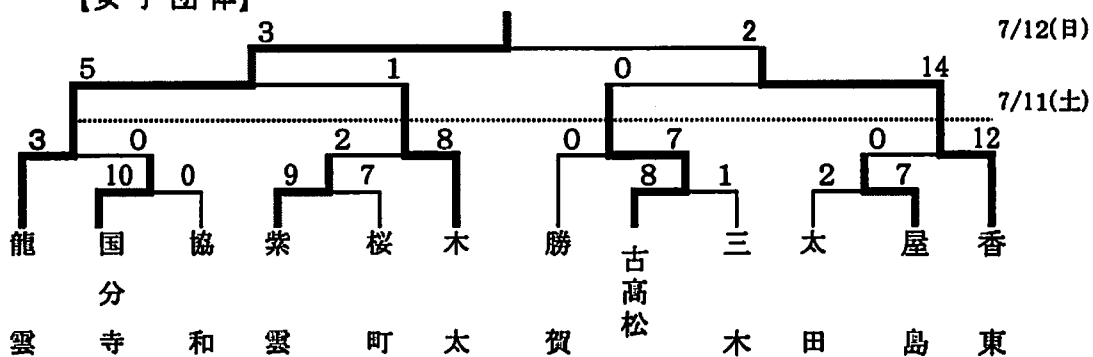 【女子団体】
3 2 7/12(日)
5 1 0 14
7/11(土)
3 0 2 8 0 7 0 12
10 0 9 7 8 1 2 7
龍雲 国分寺 協和 紫雲 桜町 木太 勝賀 古高松 三木 太田 屋島 香東